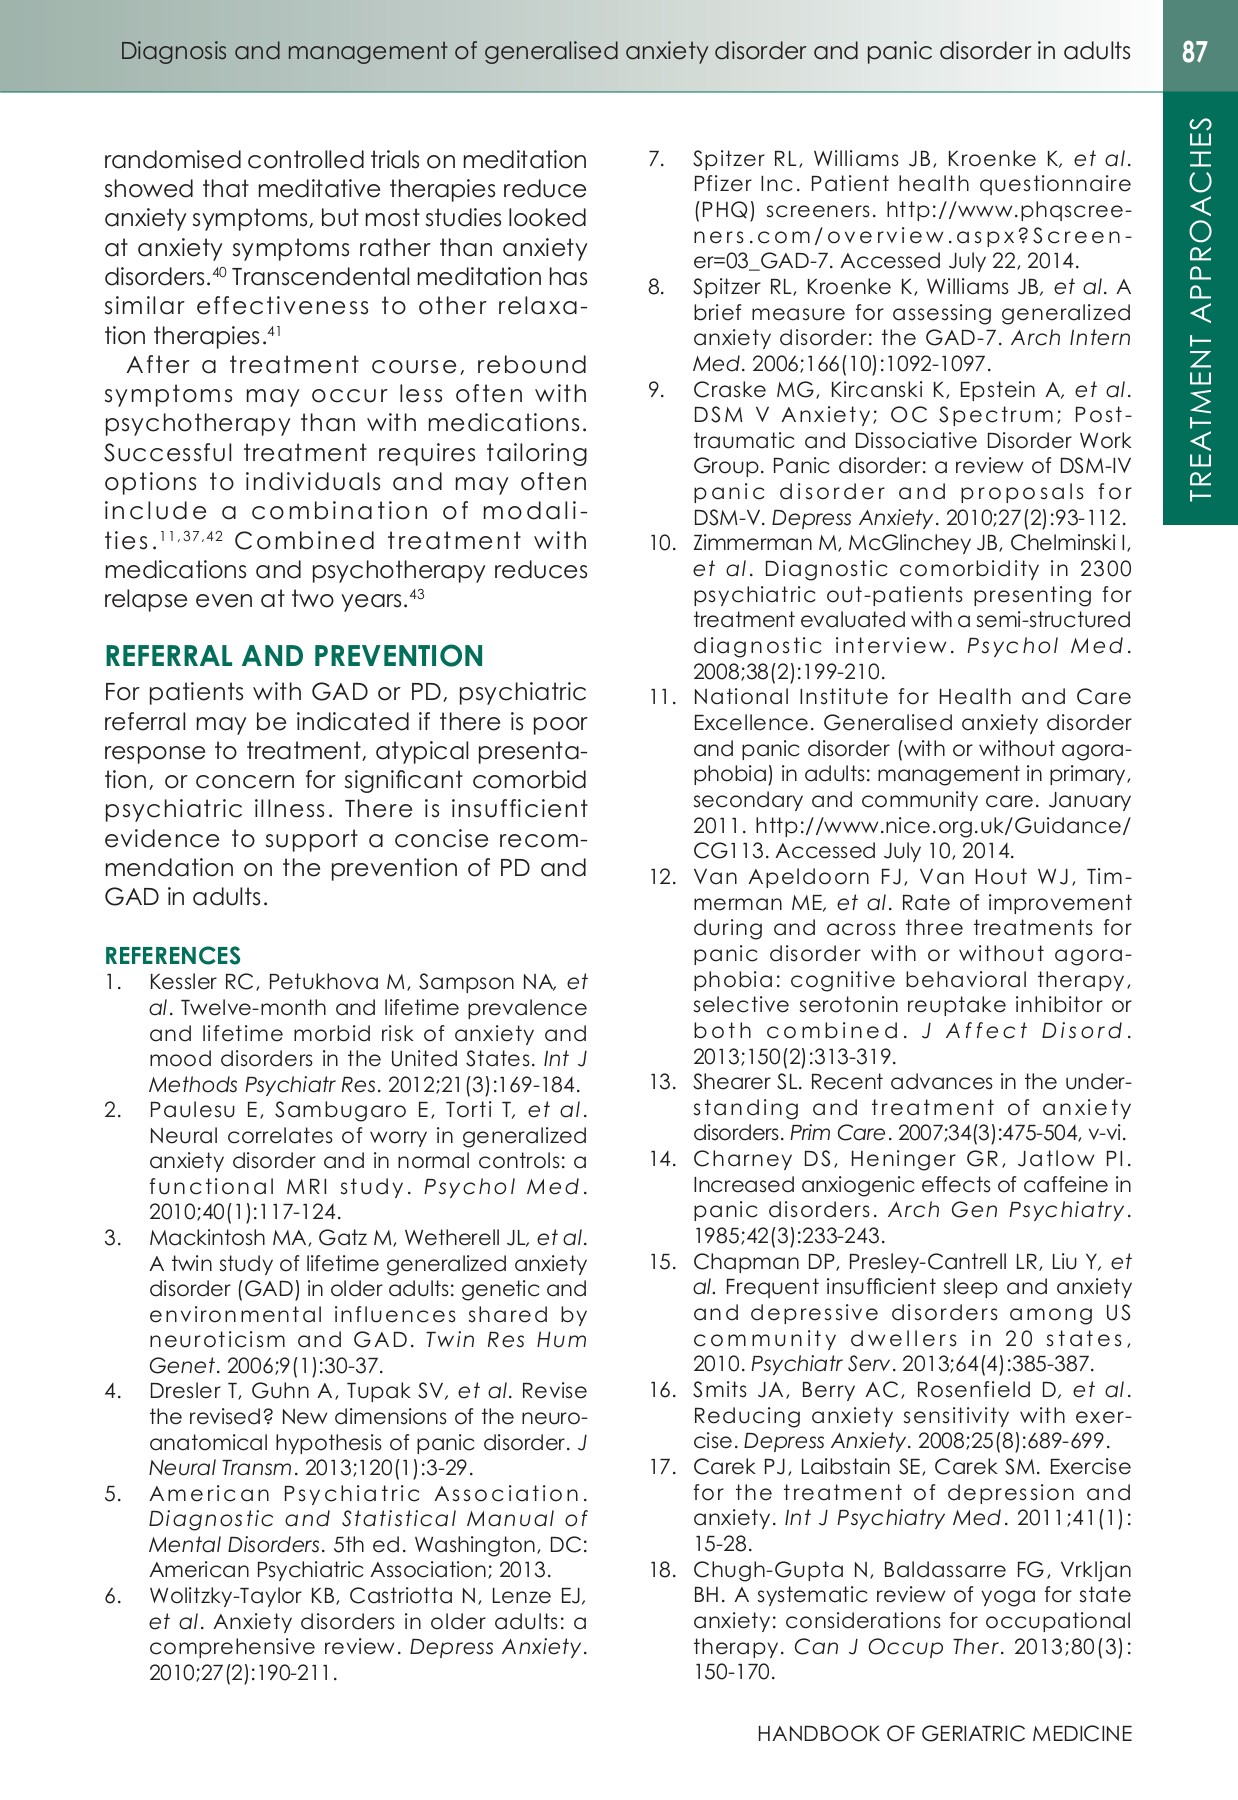 Diagnosis and management of generalised anxiety disorder and panic disorder in adults
87
TREATMENT APPROACHES
randomised controlled trials on meditation
showed that meditative therapies reduce
anxiety symptoms, but most studies looked
at anxiety symptoms rather than anxiety
disorders.⁴⁰ Transcendental meditation has
similar effectiveness to other relaxa-
tion therapies.⁴¹
After a treatment course, rebound
symptoms may occur less often with
psychotherapy than with medications.
Successful treatment requires tailoring
options to individuals and may often
include a combination of modali-
ties.¹¹,³⁷,⁴² Combined treatment with
medications and psychotherapy reduces
relapse even at two years.⁴³
REFERRAL AND PREVENTION
For patients with GAD or PD, psychiatric
referral may be indicated if there is poor
response to treatment, atypical presenta-
tion, or concern for significant comorbid
psychiatric illness. There is insufficient
evidence to support a concise recom-
mendation on the prevention of PD and
GAD in adults.
REFERENCES
1. Kessler RC, Petukhova M, Sampson NA, et
al. Twelve-month and lifetime prevalence
and lifetime morbid risk of anxiety and
mood disorders in the United States. Int J
Methods Psychiatr Res. 2012;21(3):169-184.
2. Paulesu E, Sambugaro E, Torti T, et al.
Neural correlates of worry in generalized
anxiety disorder and in normal controls: a
functional MRI study. Psychol Med.
2010;40(1):117-124.
3. Mackintosh MA, Gatz M, Wetherell JL, et al.
A twin study of lifetime generalized anxiety
disorder (GAD) in older adults: genetic and
environmental influences shared by
neuroticism and GAD. Twin Res Hum
Genet. 2006;9(1):30-37.
4. Dresler T, Guhn A, Tupak SV, et al. Revise
the revised? New dimensions of the neuro-
anatomical hypothesis of panic disorder. J
Neural Transm. 2013;120(1):3-29.
5. American Psychiatric Association.
Diagnostic and Statistical Manual of
Mental Disorders. 5th ed. Washington, DC:
American Psychiatric Association; 2013.
6. Wolitzky-Taylor KB, Castriotta N, Lenze EJ,
et al. Anxiety disorders in older adults: a
comprehensive review. Depress Anxiety.
2010;27(2):190-211.
7. Spitzer RL, Williams JB, Kroenke K, et al.
Pfizer Inc. Patient health questionnaire
(PHQ) screeners. http://www.phqscree-
ners.com/overview.aspx?Screen-
er=03_GAD-7. Accessed July 22, 2014.
8. Spitzer RL, Kroenke K, Williams JB, et al. A
brief measure for assessing generalized
anxiety disorder: the GAD-7. Arch Intern
Med. 2006;166(10):1092-1097.
9. Craske MG, Kircanski K, Epstein A, et al.
DSM V Anxiety; OC Spectrum; Post-
traumatic and Dissociative Disorder Work
Group. Panic disorder: a review of DSM-IV
panic disorder and proposals for
DSM-V. Depress Anxiety. 2010;27(2):93-112.
10. Zimmerman M, McGlinchey JB, Chelminski I,
et al. Diagnostic comorbidity in 2300
psychiatric out-patients presenting for
treatment evaluated with a semi-structured
diagnostic interview. Psychol Med.
2008;38(2):199-210.
11. National Institute for Health and Care
Excellence. Generalised anxiety disorder
and panic disorder (with or without agora-
phobia) in adults: management in primary,
secondary and community care. January
2011. http://www.nice.org.uk/Guidance/
CG113. Accessed July 10, 2014.
12. Van Apeldoorn FJ, Van Hout WJ, Tim-
merman ME, et al. Rate of improvement
during and across three treatments for
panic disorder with or without agora-
phobia: cognitive behavioral therapy,
selective serotonin reuptake inhibitor or
both combined. J Affect Disord.
2013;150(2):313-319.
13. Shearer SL. Recent advances in the under-
standing and treatment of anxiety
disorders. Prim Care. 2007;34(3):475-504, v-vi.
14. Charney DS, Heninger GR, Jatlow PI.
Increased anxiogenic effects of caffeine in
panic disorders. Arch Gen Psychiatry.
1985;42(3):233-243.
15. Chapman DP, Presley-Cantrell LR, Liu Y, et
al. Frequent insufficient sleep and anxiety
and depressive disorders among US
community dwellers in 20 states,
2010. Psychiatr Serv. 2013;64(4):385-387.
16. Smits JA, Berry AC, Rosenfield D, et al.
Reducing anxiety sensitivity with exer-
cise. Depress Anxiety. 2008;25(8):689-699.
17. Carek PJ, Laibstain SE, Carek SM. Exercise
for the treatment of depression and
anxiety. Int J Psychiatry Med. 2011;41(1):
15-28.
18. Chugh-Gupta N, Baldassarre FG, Vrkljan
BH. A systematic review of yoga for state
anxiety: considerations for occupational
therapy. Can J Occup Ther. 2013;80(3):
150-170.
HANDBOOK OF GERIATRIC MEDICINE